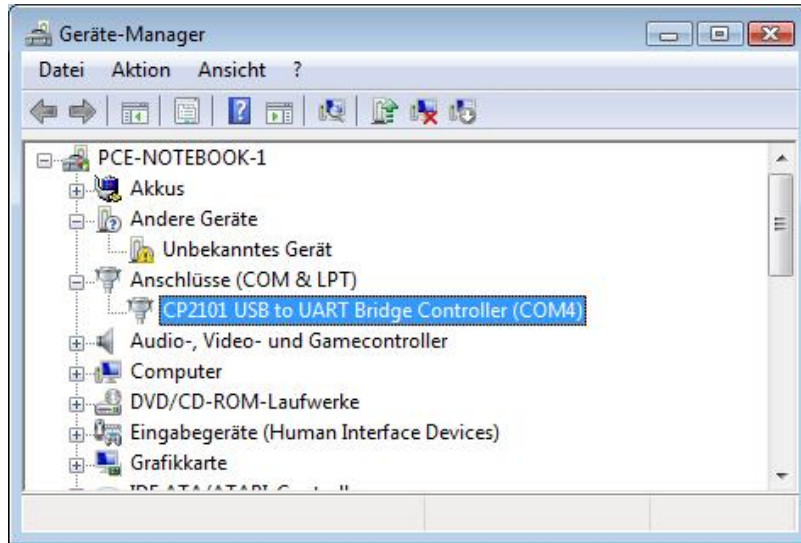 Geräte-Manager
Datei Aktion Ansicht ?
PCE-NOTEBOOK-1
Akkus
Andere Geräte
Unbekanntes Gerät
Anschlüsse (COM & LPT)
CP2101 USB to UART Bridge Controller (COM4)
Audio-, Video- und Gamecontroller
Computer
DVD/CD-ROM-Laufwerke
Eingabegeräte (Human Interface Devices)
Grafikkarte